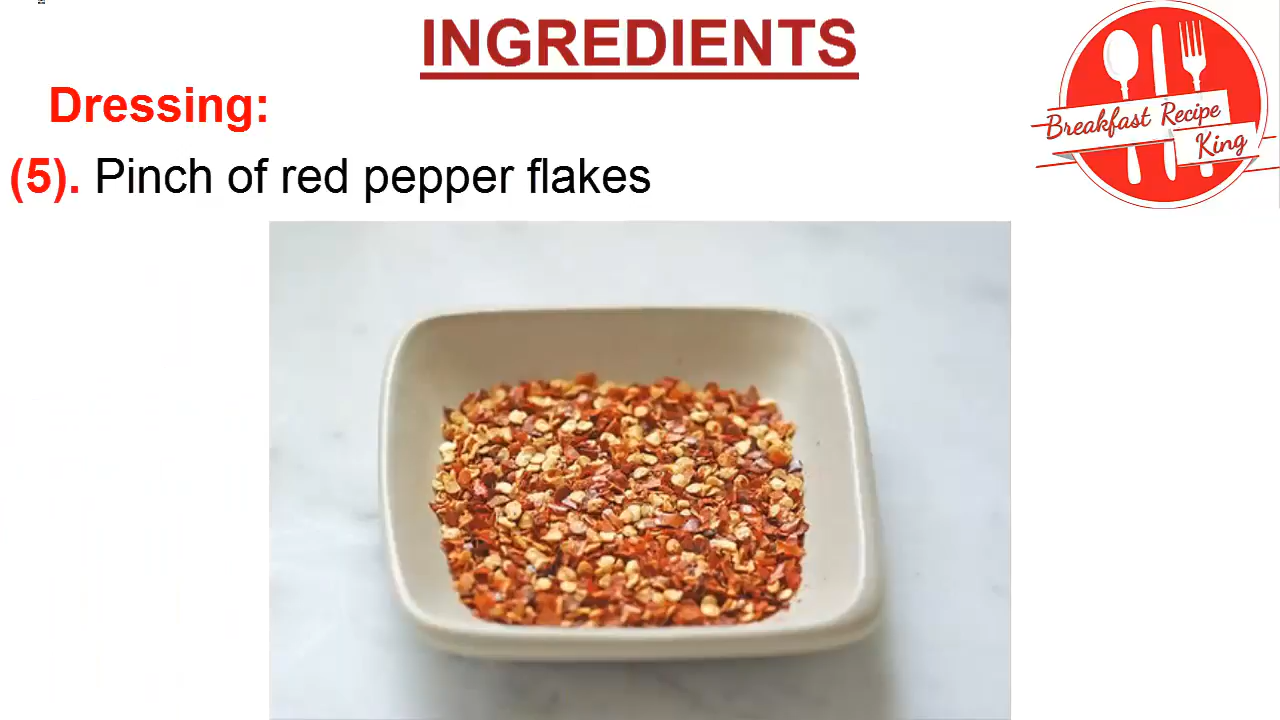 INGREDIENTS
Dressing:
(5). Pinch of red pepper flakes
Breakfast Recipe
King